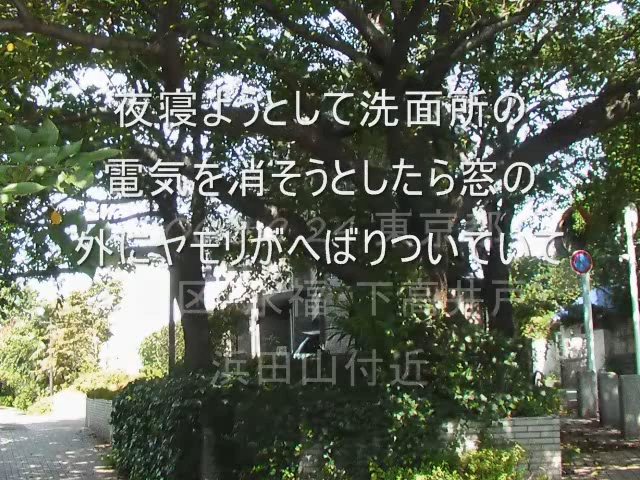 夜寝ようとして洗面所の
電気を消そうとしたら窓の
外にヤモリがへばりついていて
東京都
区 永福 下高井戸
浜田山付近